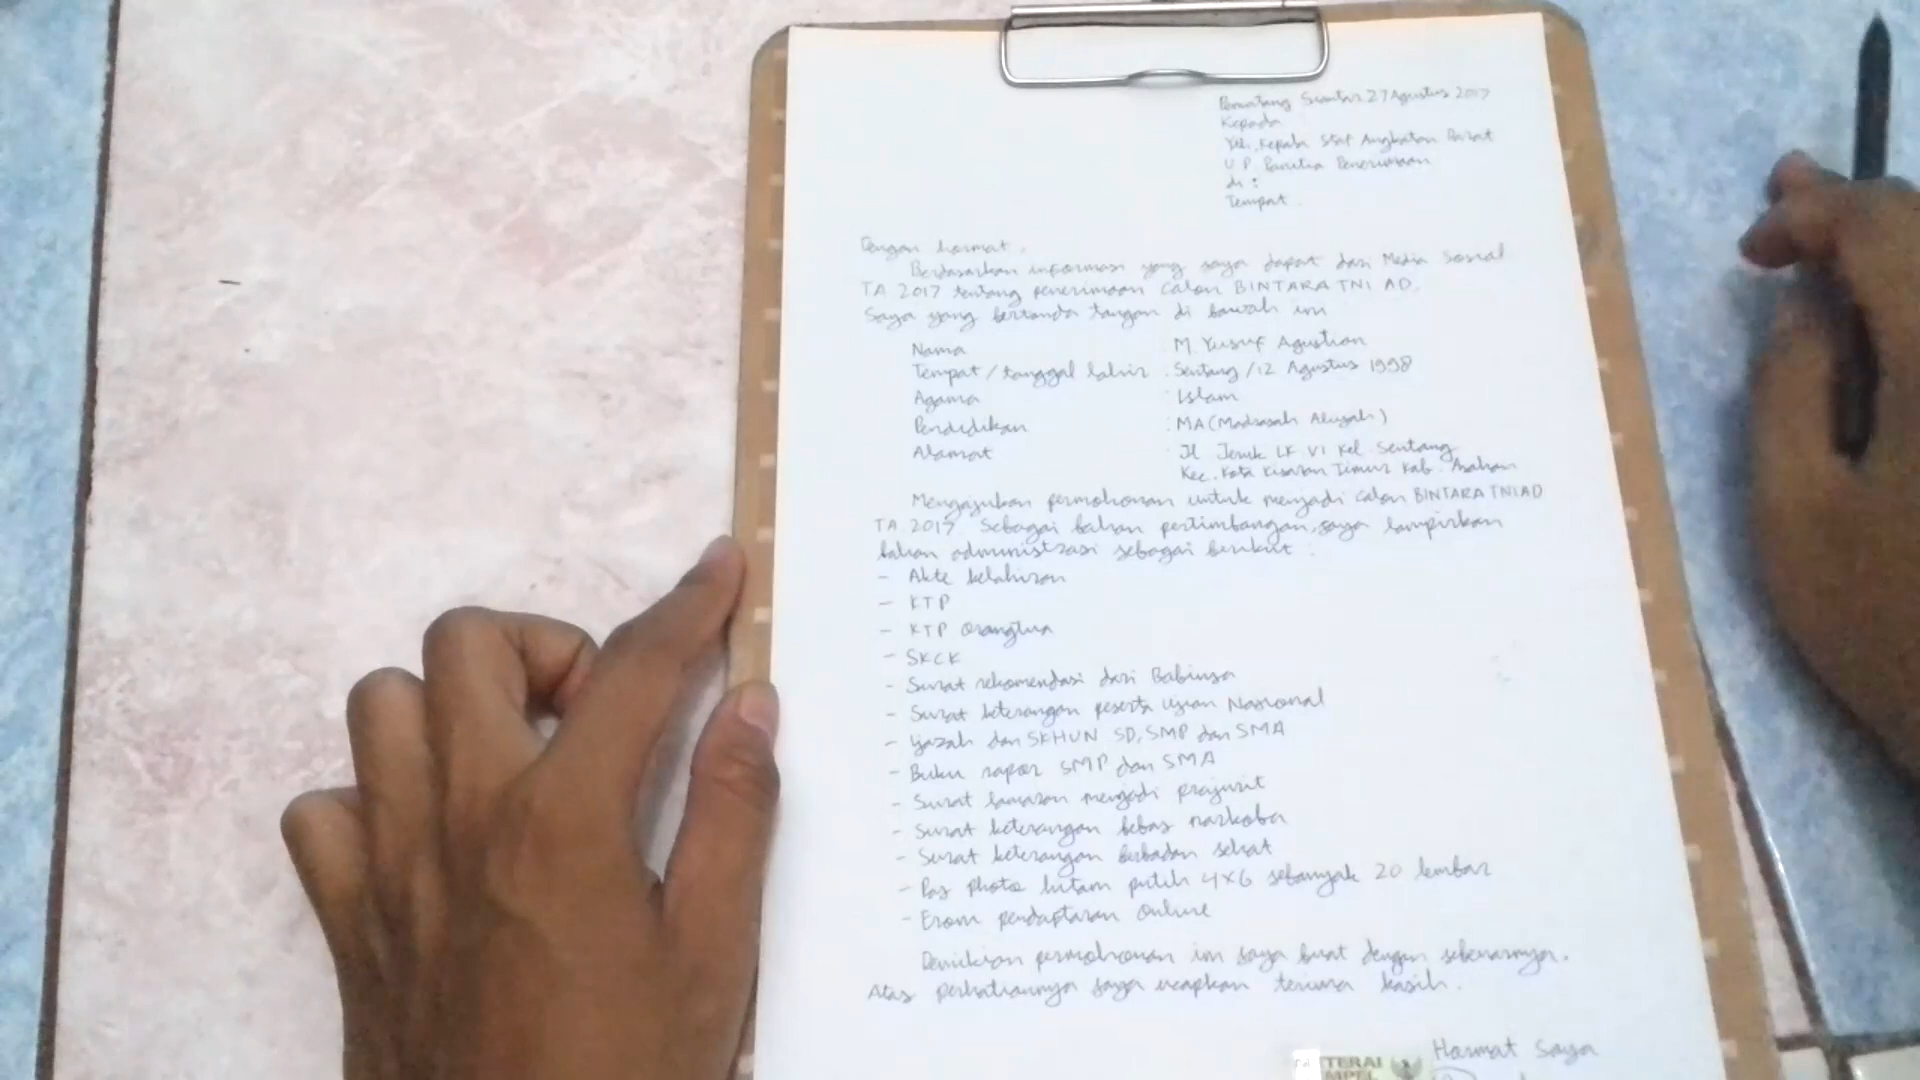 Pematang Siantar 27 Agustus 2017
Kepada
Yth. Kepala Staf Angkatan Darat
U.P. Panitia Penerimaan
di :
Tempat.
Dengan hormat,
Berdasarkan informasi yang saya dapat dari Media Sosial
TA. 2017 tentang penerimaan calon BINTARA TNI AD.
Saya yang bertanda tangan di bawah ini
Nama : M. Yusuf Agustian
Tempat / tanggal lahir : Sentang / 12 Agustus 1998
Agama : Islam
Pendidikan : MA (Madrasah Aliyah)
Alamat : Jl Jeruk LK VI Kel. Sentang
Kec. Kota Kisaran Timur Kab. Asahan
Mengajukan permohonan untuk menjadi calon BINTARA TNI AD
TA. 2017 Sebagai bahan pertimbangan, saya lampirkan
bahan administrasi sebagai berikut :
- Akte kelahiran
- KTP
- KTP Orangtua
- SKCK
- Surat rekomendasi dari Babinsa
- Surat keterangan peserta Ujian Nasional
- Ijazah dan SKHUN SD, SMP dan SMA
- Buku rapor SMP dan SMA
- Surat lamaran menjadi prajurit
- Surat keterangan bebas narkoba
- Surat keterangan berbadan sehat
- Pas photo hitam putih 4x6 sebanyak 20 lembar
- From pendaptaran Online
Demikian permohonan ini saya buat dengan sebenarnya.
Atas perhatiannya saya ucapkan terima kasih.
Hormat Saya
TERAI
MPEL